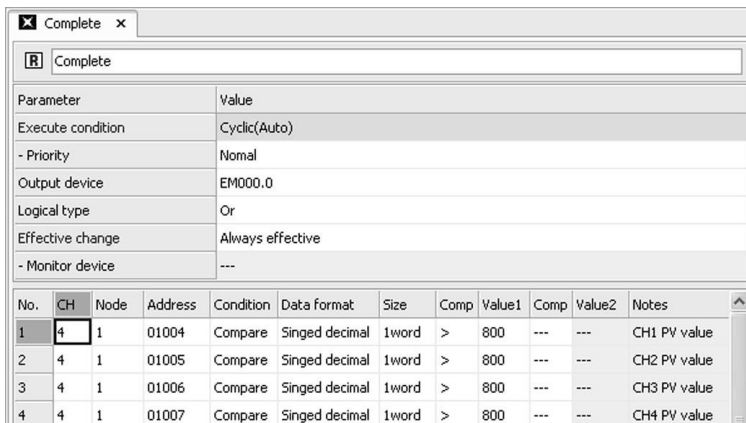 Complete x
R Complete
Parameter Value
Execute condition Cyclic(Auto)
- Priority Nomal
Output device EM000.0
Logical type Or
Effective change Always effective
- Monitor device ---
No. CH Node Address Condition Data format Size Comp Value1 Comp Value2 Notes
1 4 1 01004 Compare Singed decimal 1word > 800 --- --- CH1 PV value
2 4 1 01005 Compare Singed decimal 1word > 800 --- --- CH2 PV value
3 4 1 01006 Compare Singed decimal 1word > 800 --- --- CH3 PV value
4 4 1 01007 Compare Singed decimal 1word > 800 --- --- CH4 PV value